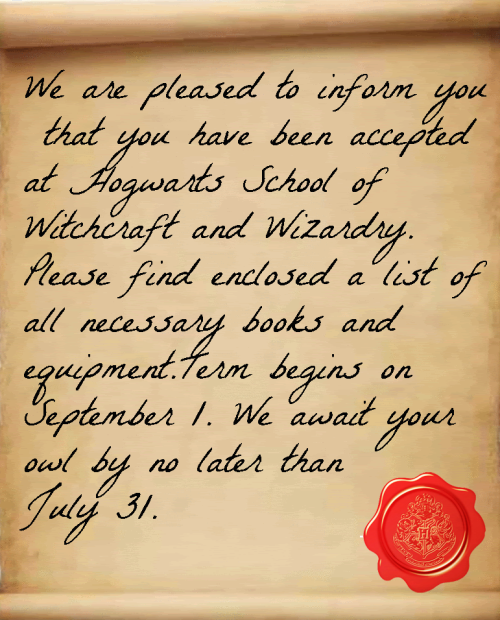 We are pleased to inform you
that you have been accepted
at Hogwarts School of
Witchcraft and Wizardry.
Please find enclosed a list of
all necessary books and
equipment.Term begins on
September 1. We await your
owl by no later than
July 31.
H